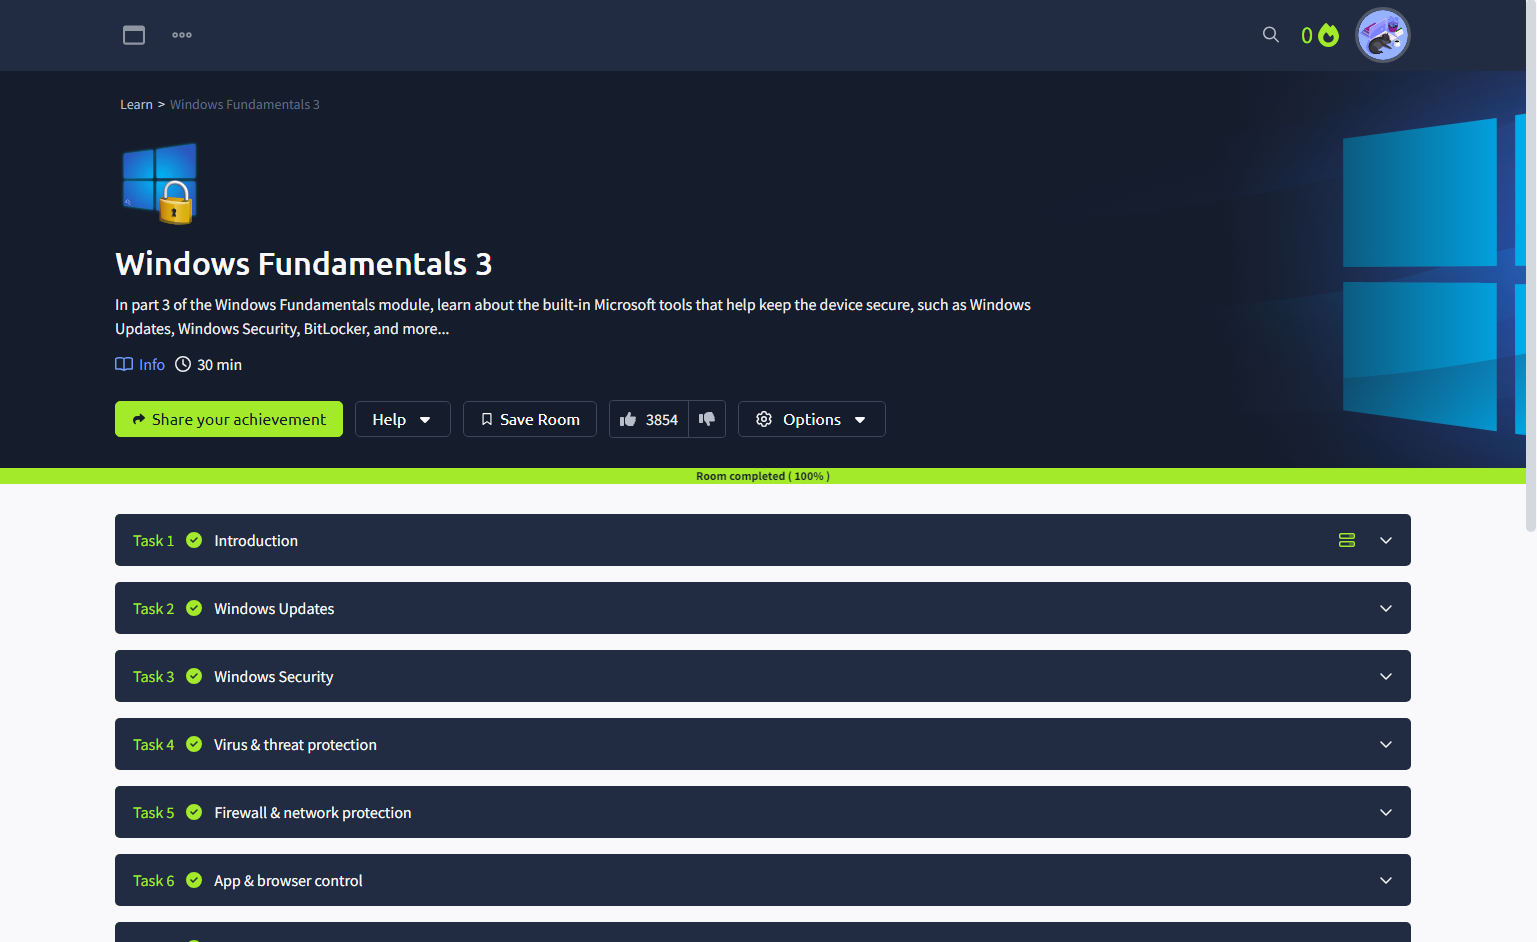 0
Learn > Windows Fundamentals 3
Windows Fundamentals 3
In part 3 of the Windows Fundamentals module, learn about the built-in Microsoft tools that help keep the device secure, such as Windows
Updates, Windows Security, BitLocker, and more...
Info 30 min
Share your achievement Help Save Room 3854 Options
Room completed ( 100% )
Task 1 Introduction
Task 2 Windows Updates
Task 3 Windows Security
Task 4 Virus & threat protection
Task 5 Firewall & network protection
Task 6 App & browser control